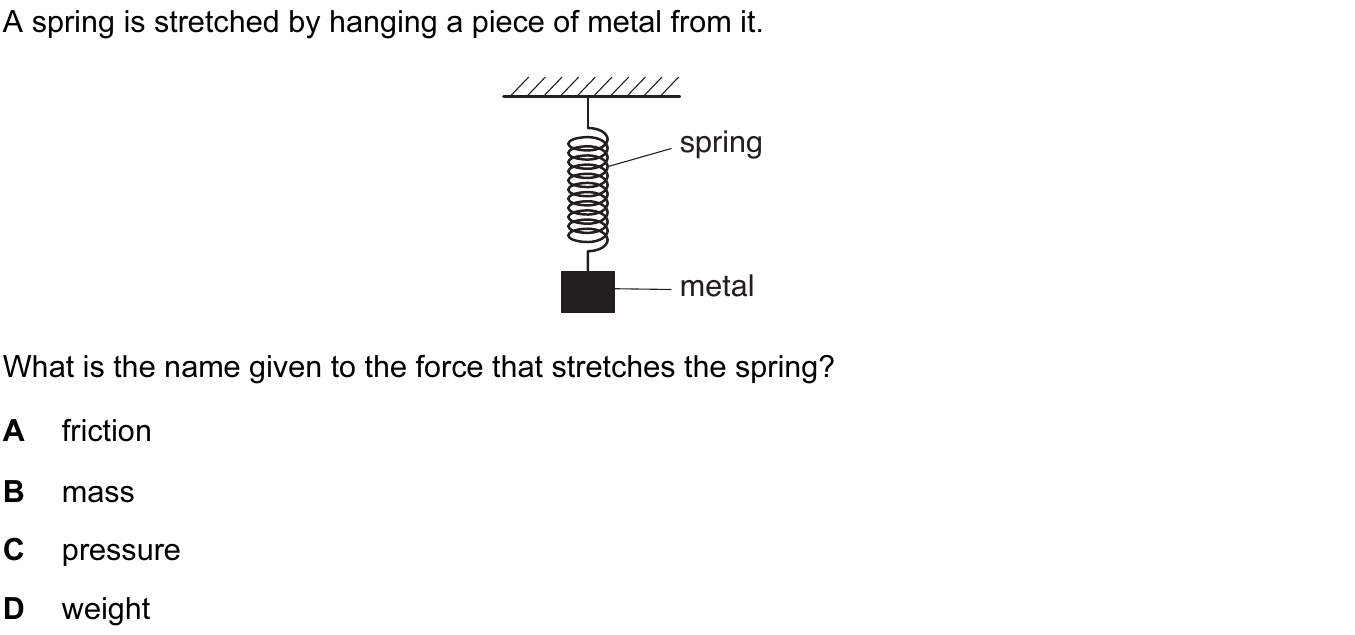 A spring is stretched by hanging a piece of metal from it.
spring
metal
What is the name given to the force that stretches the spring?
A friction
B mass
C pressure
D weight